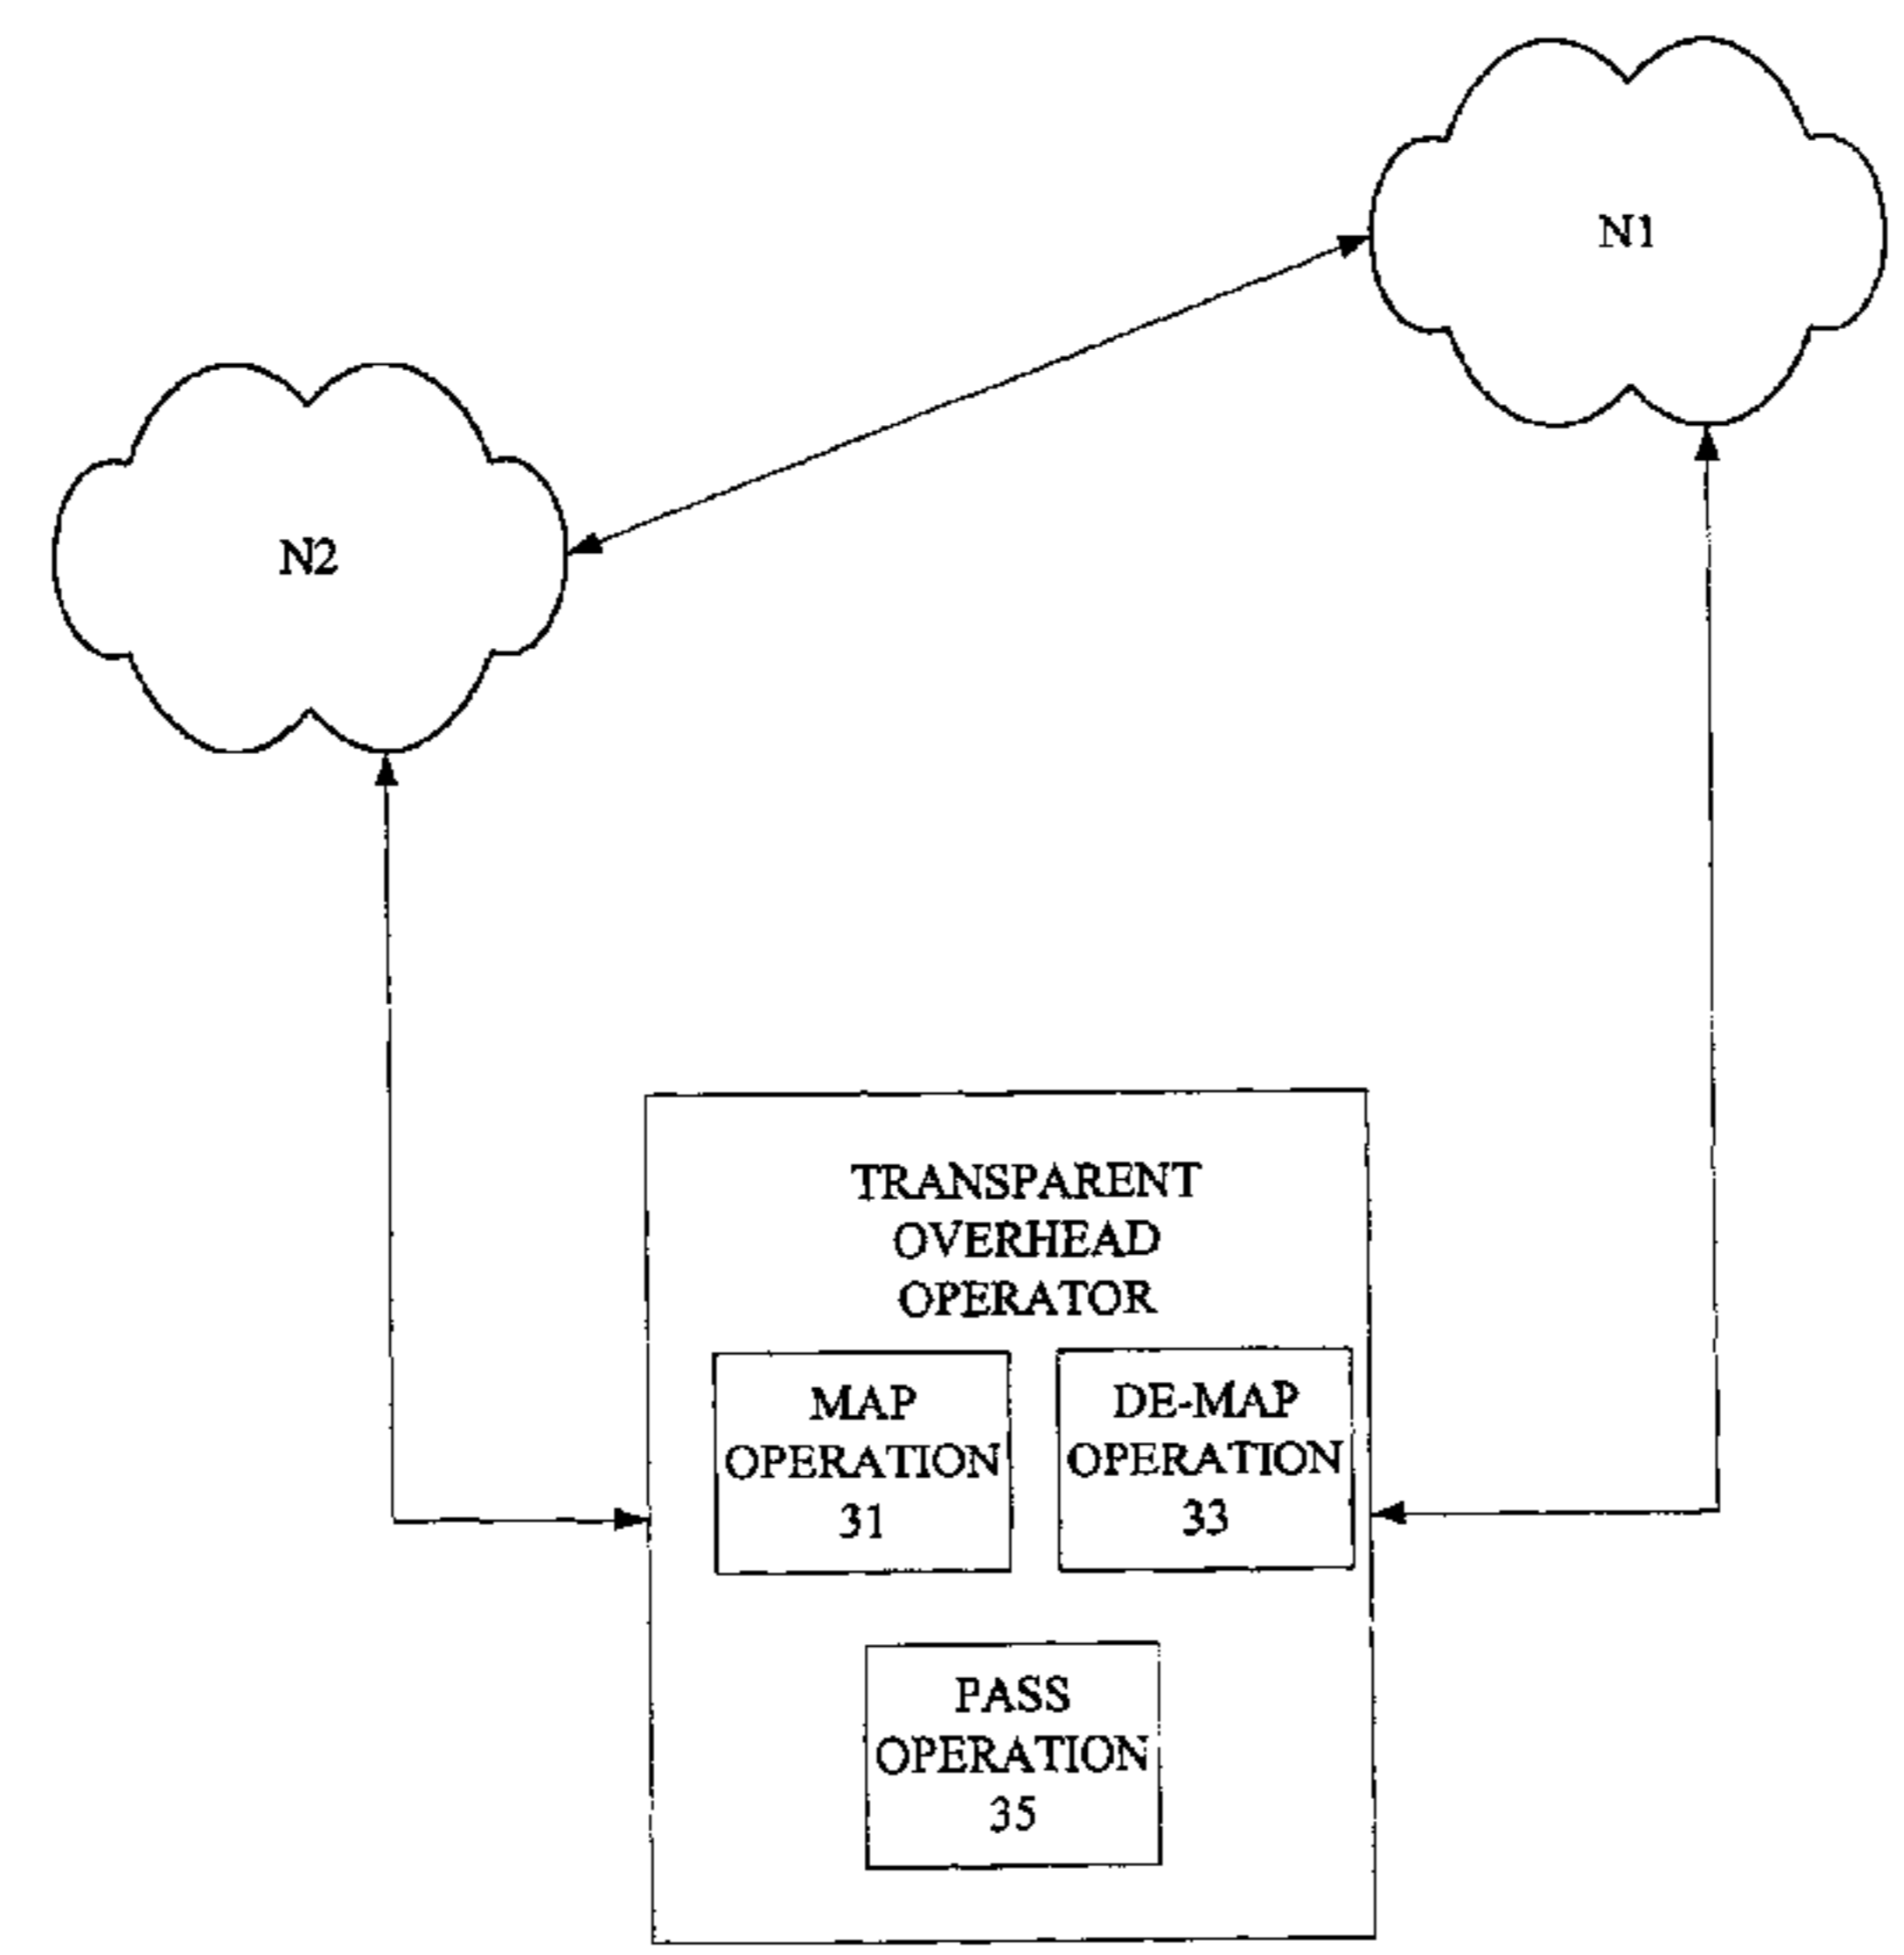 N1
N2
TRANSPARENT
OVERHEAD
OPERATOR
MAP
OPERATION
31
DE-MAP
OPERATION
33
PASS
OPERATION
35